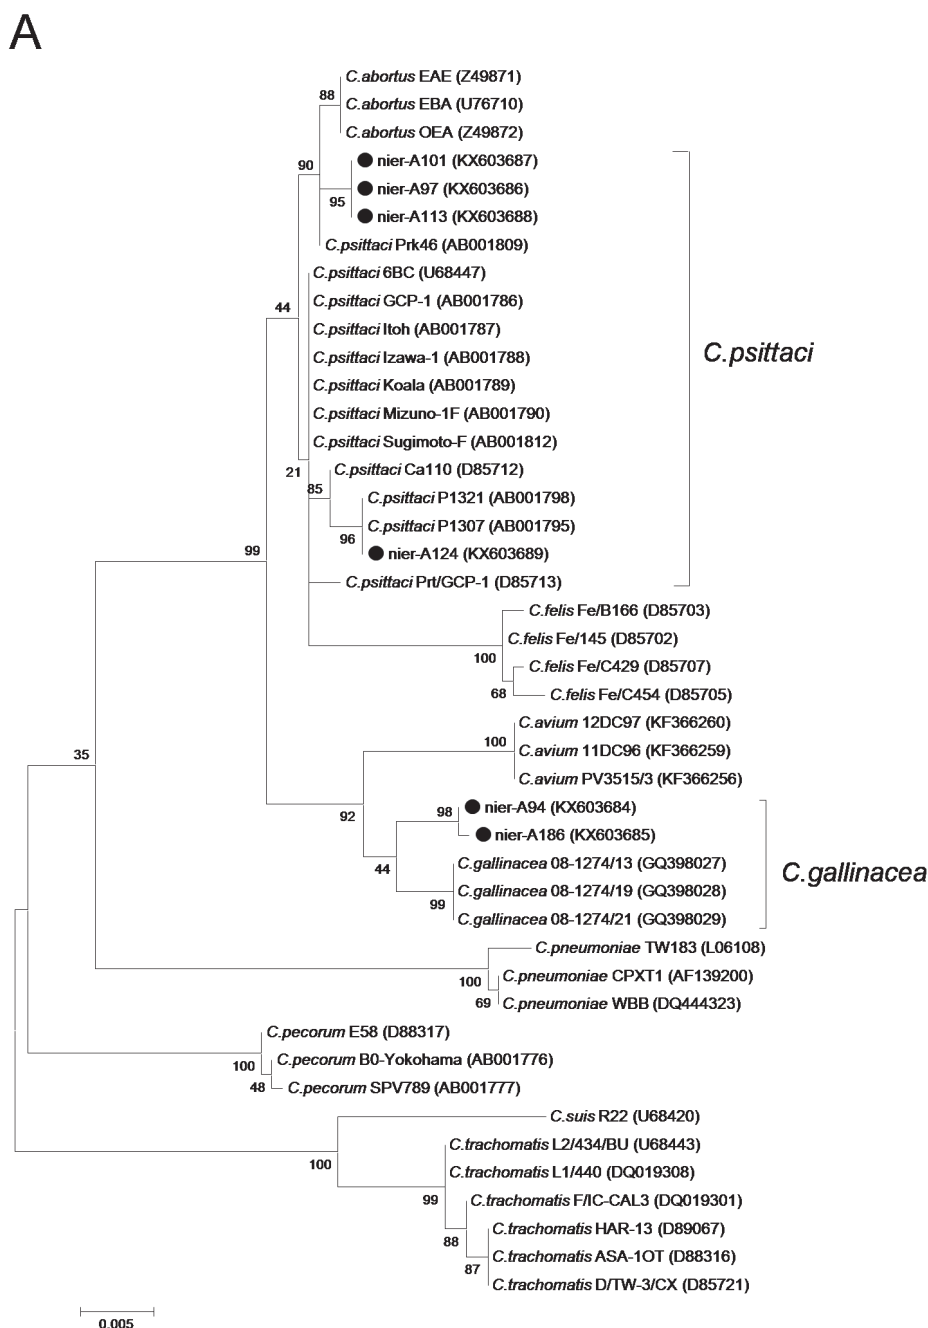 A
C.abortus EAE (Z49871)
88
C.abortus EBA (U76710)
C.abortus OEA (Z49872)
90
nier-A101 (KX603687)
nier-A97 (KX603686)
95
nier-A113 (KX603688)
C.psittaci Prk46 (AB001809)
C.psittaci 6BC (U68447)
C.psittaci GCP-1 (AB001786)
44
C.psittaci Itoh (AB001787)
C.psittaci
C.psittaci Izawa-1 (AB001788)
C.psittaci Koala (AB001789)
C.psittaci Mizuno-1F (AB001790)
C.psittaci Sugimoto-F (AB001812)
21
C.psittaci Ca110 (D85712)
85
C.psittaci P1321 (AB001798)
C.psittaci P1307 (AB001795)
96
nier-A124 (KX603689)
99
C.psittaci Prt/GCP-1 (D85713)
C.felis Fe/B166 (D85703)
C.felis Fe/145 (D85702)
100
C.felis Fe/C429 (D85707)
68
C.felis Fe/C454 (D85705)
C.avium 12DC97 (KF366260)
100
C.avium 11DC96 (KF366259)
35
C.avium PV3515/3 (KF366256)
nier-A94 (KX603684)
98
92
nier-A186 (KX603685)
C.gallinacea 08-1274/13 (GQ398027)
44
C.gallinacea
C.gallinacea 08-1274/19 (GQ398028)
99
C.gallinacea 08-1274/21 (GQ398029)
C.pneumoniae TW183 (L06108)
100
C.pneumoniae CPXT1 (AF139200)
69
C.pneumoniae WBB (DQ444323)
C.pecorum E58 (D88317)
100
C.pecorum B0-Yokohama (AB001776)
48
C.pecorum SPV789 (AB001777)
C.suis R22 (U68420)
C.trachomatis L2/434/BU (U68443)
100
C.trachomatis L1/440 (DQ019308)
99
C.trachomatis F/IC-CAL3 (DQ019301)
C.trachomatis HAR-13 (D89067)
88
C.trachomatis ASA-1OT (D88316)
87
C.trachomatis D/TW-3/CX (D85721)
0.005